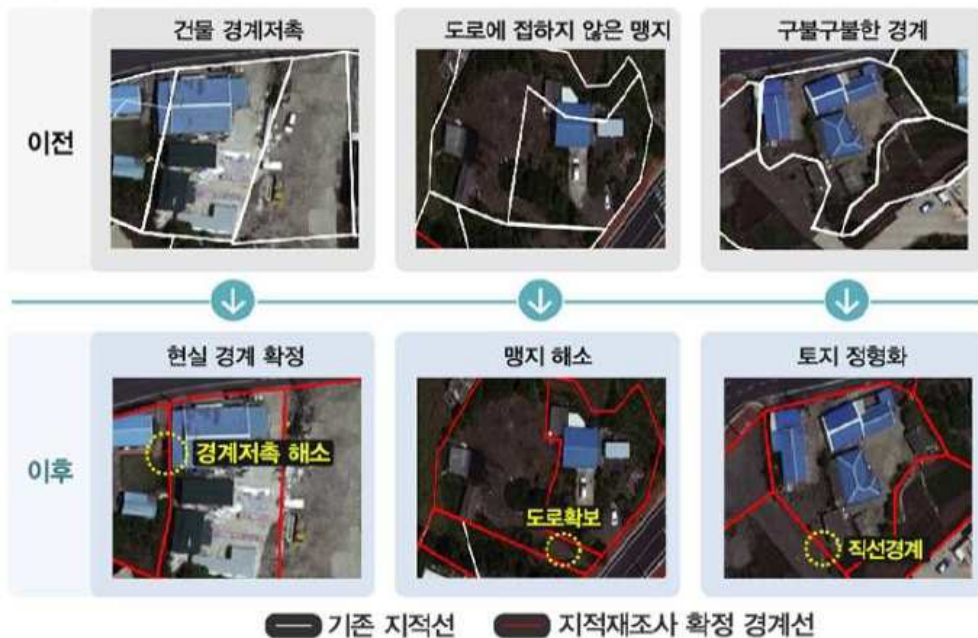 건물 경계저촉
도로에 접하지 않은 맹지
구불구불한 경계
이전
현실 경계 확정
맹지 해소
토지 정형화
이후
경계저촉 해소
도로확보
직선경계
기존 지적선
지적재조사 확정 경계선